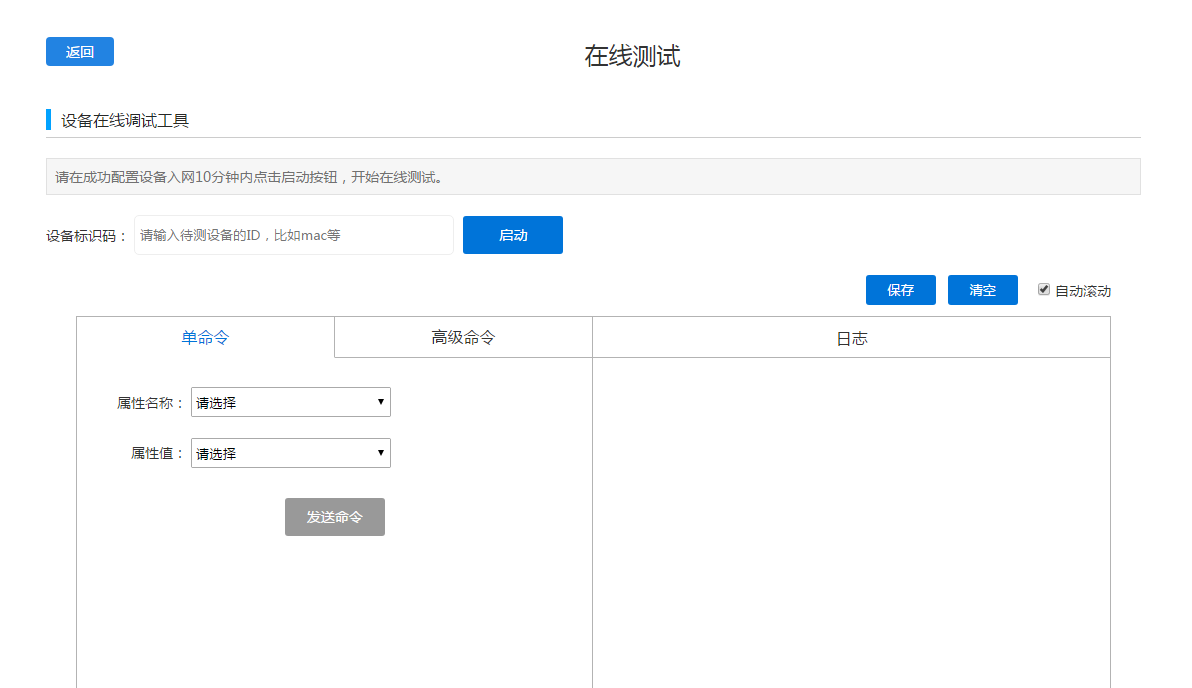 返回
在线测试
设备在线调试工具
请在成功配置设备入网10分钟内点击启动按钮，开始在线测试。
设备标识码： 请输入待测设备的ID，比如mac等 启动
保存 清空 自动滚动
单命令 高级命令 日志
属性名称： 请选择
属性值： 请选择
发送命令